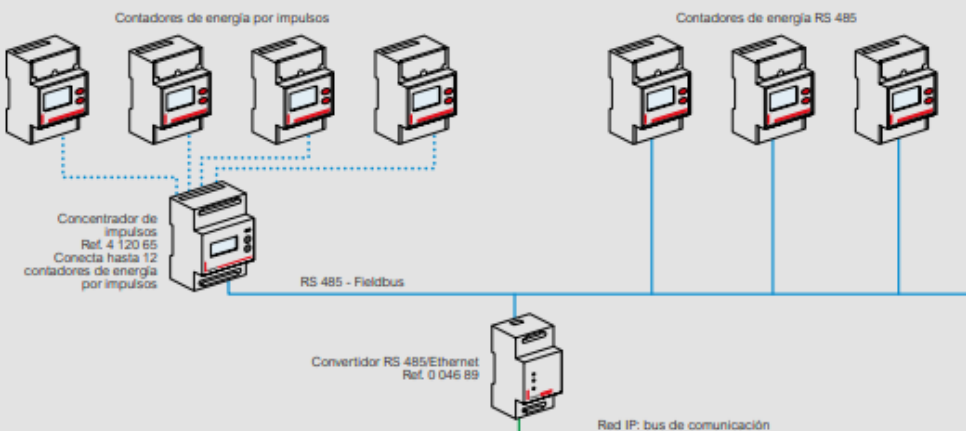 Contadores de energía por impulsos
Contadores de energía RS 485
Concentrador de
impulsos
Ref. 4 120 65
Conecta hasta 12
contadores de energía
por impulsos
RS 485 - Fieldbus
Convertidor RS 485/Ethernet
Ref. 0 046 89
Red IP: bus de comunicación